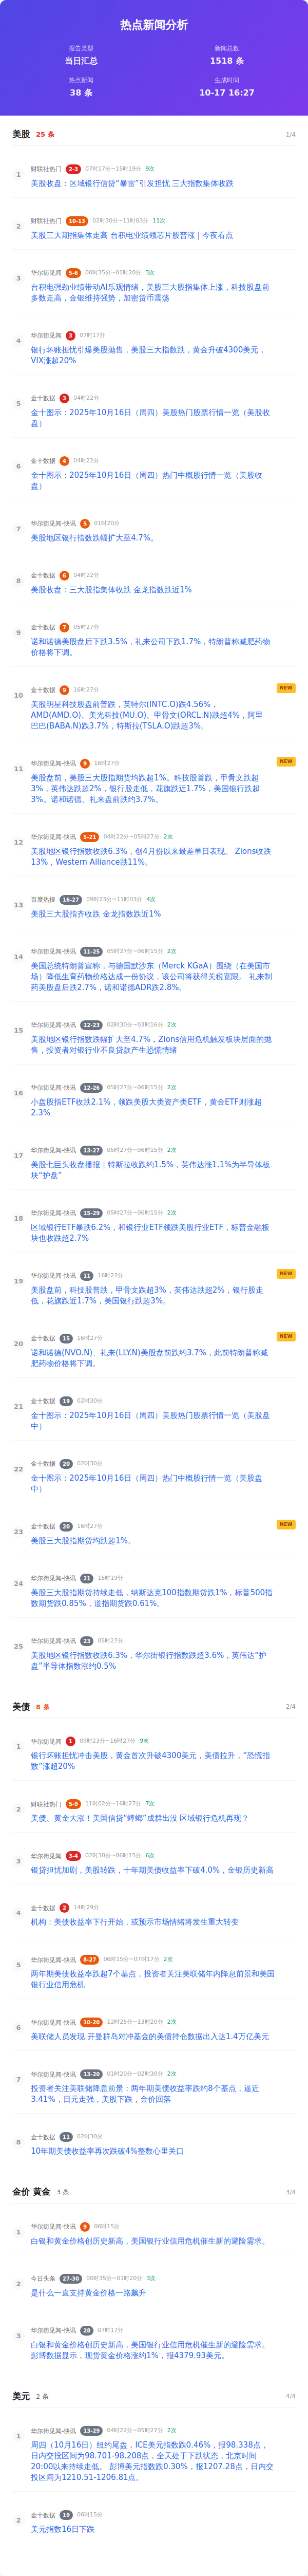 热点新闻分析
报告类型
当日汇总
新闻总数
1518 条
热点新闻
38 条
生成时间
10-17 16:27
美股 25 条 1/4
1 财联社热门 2-3 07时17分~15时19分 9次
美股收盘：区域银行信贷“暴雷”引发担忧 三大指数集体收跌
2 财联社热门 10-13 02时30分~11时03分 11次
美股三大期指集体走高 台积电业绩领芯片股普涨 | 今夜看点
3 华尔街见闻 5-6 00时35分~01时20分 3次
台积电强劲业绩带动AI乐观情绪，美股三大股指集体上涨，科技股盘前
多数走高，金银维持强势，加密货币震荡
4 华尔街见闻 3 07时17分
银行坏账担忧引爆美股抛售，美股三大指数跌，黄金升破4300美元，
VIX涨超20%
5 金十数据 3 04时22分
金十图示：2025年10月16日（周四）美股热门股票行情一览（美股收
盘）
6 金十数据 4 04时22分
金十图示：2025年10月16日（周四）热门中概股行情一览（美股收
盘）
7 华尔街见闻-快讯 5 01时20分
美股地区银行指数跌幅扩大至4.7%。
8 金十数据 6 04时22分
美股收盘：三大股指集体收跌 金龙指数跌近1%
9 金十数据 7 05时27分
诺和诺德美股盘后下跌3.5%，礼来公司下跌1.7%，特朗普称减肥药物
价格将下调。
10 金十数据 9 16时27分 NEW
美股明星科技股盘前普跌，英特尔(INTC.O)跌4.56%，
AMD(AMD.O)、美光科技(MU.O)、甲骨文(ORCL.N)跌超4%，阿里
巴巴(BABA.N)跌3.7%，特斯拉(TSLA.O)跌超3%。
11 华尔街见闻-快讯 9 16时27分 NEW
美股盘前，美股三大股指期货均跌超1%。科技股普跌，甲骨文跌超
3%，英伟达跌超2%，银行股走低，花旗跌近1.7%，美国银行跌超
3%。诺和诺德、礼来盘前跌约3.7%。
12 华尔街见闻-快讯 5-21 04时22分~05时27分 2次
美股地区银行指数收跌6.3%，创4月份以来最差单日表现。 Zions收跌
13%，Western Alliance跌11%。
13 百度热搜 16-27 09时23分~11时03分 4次
美股三大股指齐收跌 金龙指数跌近1%
14 华尔街见闻-快讯 11-25 05时27分~06时15分 2次
美国总统特朗普宣称，与德国默沙东（Merck KGaA）围绕（在美国市
场）降低生育药物价格达成一份协议，该公司将获得关税宽限。 礼来制
药美股盘后跌2.7%，诺和诺德ADR跌2.8%。
15 华尔街见闻-快讯 12-23 02时30分~03时16分 2次
美股地区银行指数跌幅扩大至4.7%，Zions信用危机触发板块层面的抛
售，投资者对银行业不良贷款产生恐慌情绪
16 华尔街见闻-快讯 12-26 05时27分~06时15分 2次
小盘股指ETF收跌2.1%，领跌美股大类资产类ETF，黄金ETF则涨超
2.3%
17 华尔街见闻-快讯 13-27 05时27分~06时15分 2次
美股七巨头收盘播报｜特斯拉收跌约1.5%，英伟达涨1.1%为半导体板
块“护盘”
18 华尔街见闻-快讯 15-29 05时27分~06时15分 2次
区域银行ETF暴跌6.2%，和银行业ETF领跌美股行业ETF，标普金融板
块也收跌超2.7%
19 华尔街见闻-快讯 11 16时27分 NEW
美股盘前，科技股普跌，甲骨文跌超3%，英伟达跌超2%，银行股走
低，花旗跌近1.7%，美国银行跌超3%。
20 金十数据 15 16时27分 NEW
诺和诺德(NVO.N)、礼来(LLY.N)美股盘前跌约3.7%，此前特朗普称减
肥药物价格将下调。
21 金十数据 19 02时30分
金十图示：2025年10月16日（周四）美股热门股票行情一览（美股盘
中）
22 金十数据 20 02时30分
金十图示：2025年10月16日（周四）热门中概股行情一览（美股盘
中）
23 金十数据 20 16时27分 NEW
美股三大股指期货均跌超1%。
24 华尔街见闻-快讯 21 15时19分
美股三大股指期货持续走低，纳斯达克100指数期货跌1%，标普500指
数期货跌0.85%，道指期货跌0.61%。
25 华尔街见闻-快讯 23 05时27分
美股地区银行指数收跌6.3%，华尔街银行指数跌超3.6%，英伟达“护
盘”半导体指数涨约0.5%
美债 8 条 2/4
1 华尔街见闻 1 09时23分~16时27分 9次
银行坏账担忧冲击美股，黄金首次升破4300美元，美债拉升，“恐慌指
数”涨超20%
2 财联社热门 5-9 11时02分~16时27分 7次
美债、黄金大涨！美国信贷“蟑螂”成群出没 区域银行危机再现？
3 华尔街见闻 3-4 02时30分~06时15分 6次
银贷担忧加剧，美股转跌，十年期美债收益率下破4.0%，金银历史新高
4 金十数据 2 14时29分
机构：美债收益率下行开始，或预示市场情绪将发生重大转变
5 华尔街见闻-快讯 8-27 06时15分~07时17分 2次
两年期美债收益率跌超7个基点，投资者关注美联储年内降息前景和美国
银行业信用危机
6 华尔街见闻-快讯 10-20 12时25分~13时20分 2次
美联储人员发现 开曼群岛对冲基金的美债持仓数据出入达1.4万亿美元
7 华尔街见闻-快讯 13-20 01时20分~02时30分 2次
投资者关注美联储降息前景：两年期美债收益率跌约8个基点，逼近
3.41%，日元走强，美股下跌，金价回落
8 金十数据 11 02时30分
10年期美债收益率再次跌破4%整数心里关口
金价 黄金 3 条 3/4
1 华尔街见闻-快讯 9 06时15分
白银和黄金价格创历史新高，美国银行业信用危机催生新的避险需求。
2 今日头条 27-30 00时35分~01时20分 3次
是什么一直支持黄金价格一路飙升
3 华尔街见闻-快讯 28 07时17分
白银和黄金价格创历史新高，美国银行业信用危机催生新的避险需求。
彭博数据显示，现货黄金价格涨约1%，报4379.93美元。
美元 2 条 4/4
1 华尔街见闻-快讯 13-29 04时22分~05时27分 2次
周四（10月16日）纽约尾盘，ICE美元指数跌0.46%，报98.338点，
日内交投区间为98.701-98.208点，全天处于下跌状态，北京时间
20:00以来持续走低。 彭博美元指数跌0.30%，报1207.28点，日内交
投区间为1210.51-1206.81点。
2 金十数据 19 06时15分
美元指数16日下跌